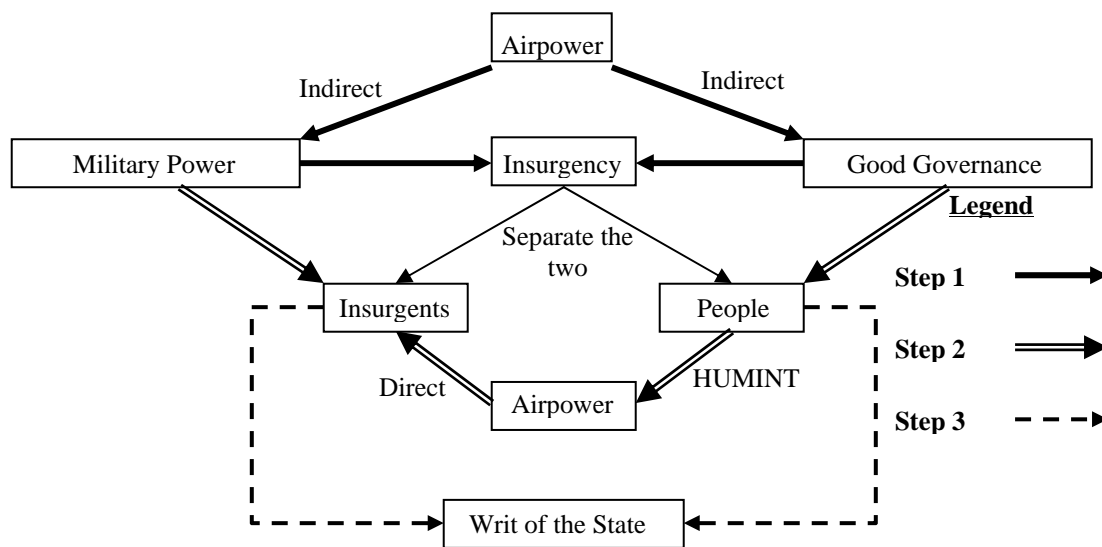 Airpower
Indirect
Indirect
Military Power
Insurgency
Good Governance
Legend
Separate the
two
Step 1
Insurgents
People
Step 2
Direct
HUMINT
Airpower
Step 3
Writ of the State